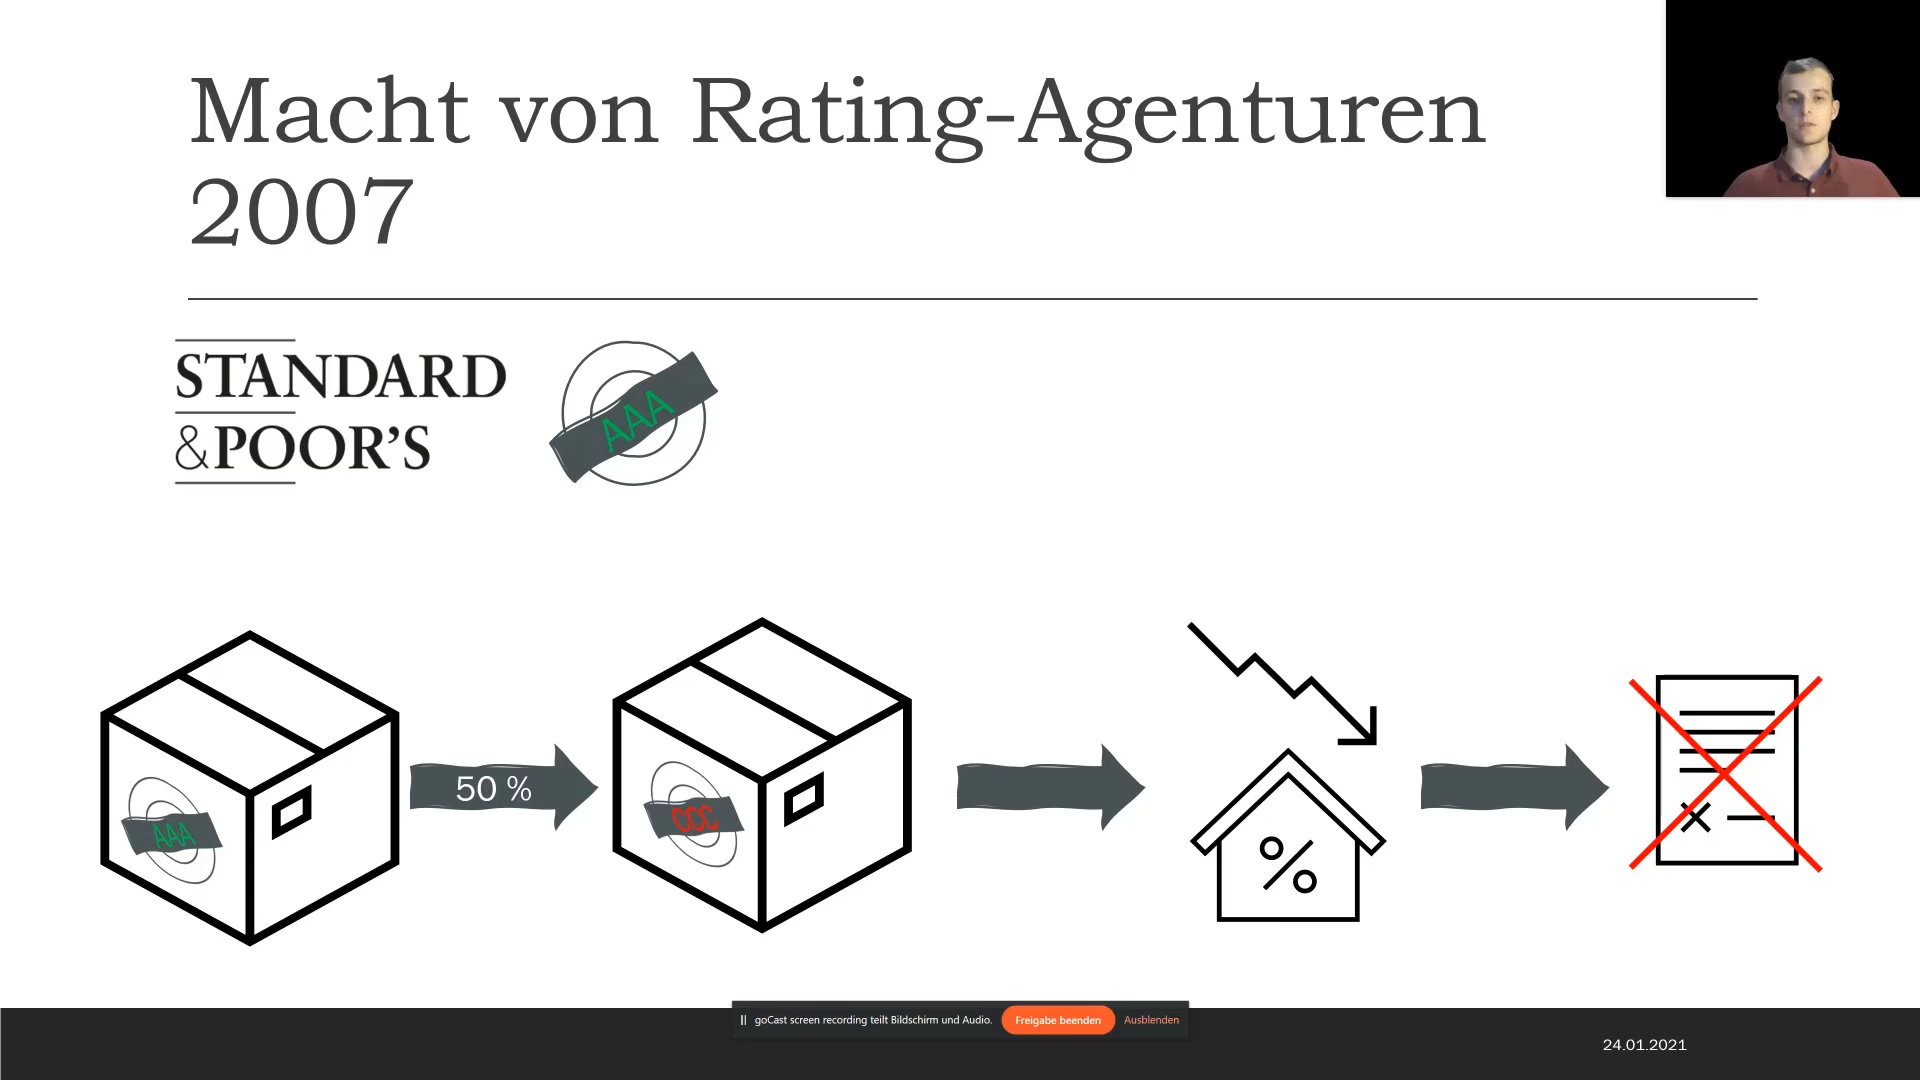 Macht von Rating-Agenturen
2007
STANDARD
&POOR'S
AAA
AAA
50 %
CCC
%
goCast screen recording teilt Bildschirm und Audio. Freigabe beenden Ausblenden
24.01.2021